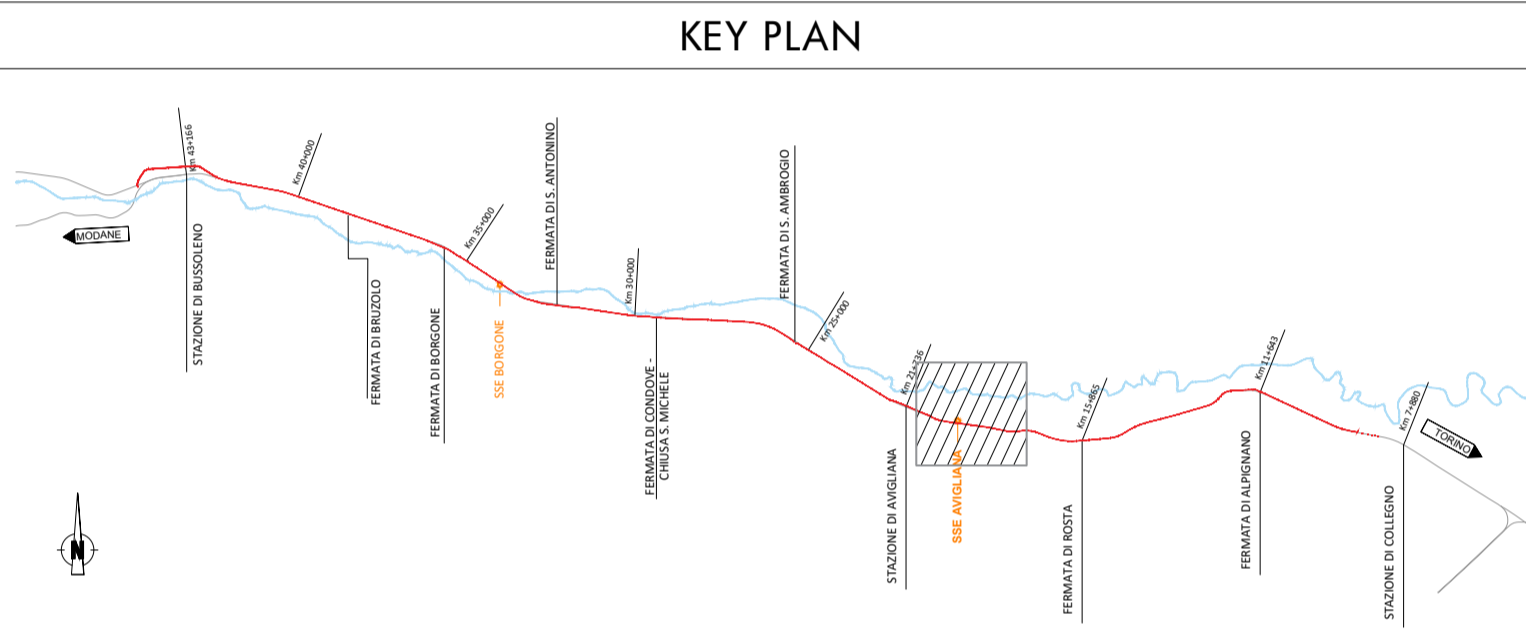 KEY PLAN
MODANE
Km 43+166
STAZIONE DI BUSSOLENO
Km 40+000
FERMATA DI BRUZOLO
FERMATA DI BORGONE
Km 35+000
SSE BORGONE
FERMATA DI S. ANTONINO
Km 30+000
FERMATA DI CONDOVE -
CHIUSA S. MICHELE
FERMATA DI S. AMBROGIO
Km 25+000
STAZIONE DI AVIGLIANA
SSE AVIGLIANA
FERMATA DI ROSTA
Km 15+865
FERMATA DI ALPIGNANO
Km 11+643
STAZIONE DI COLLEGNO
Km 7+880
TORINO
N